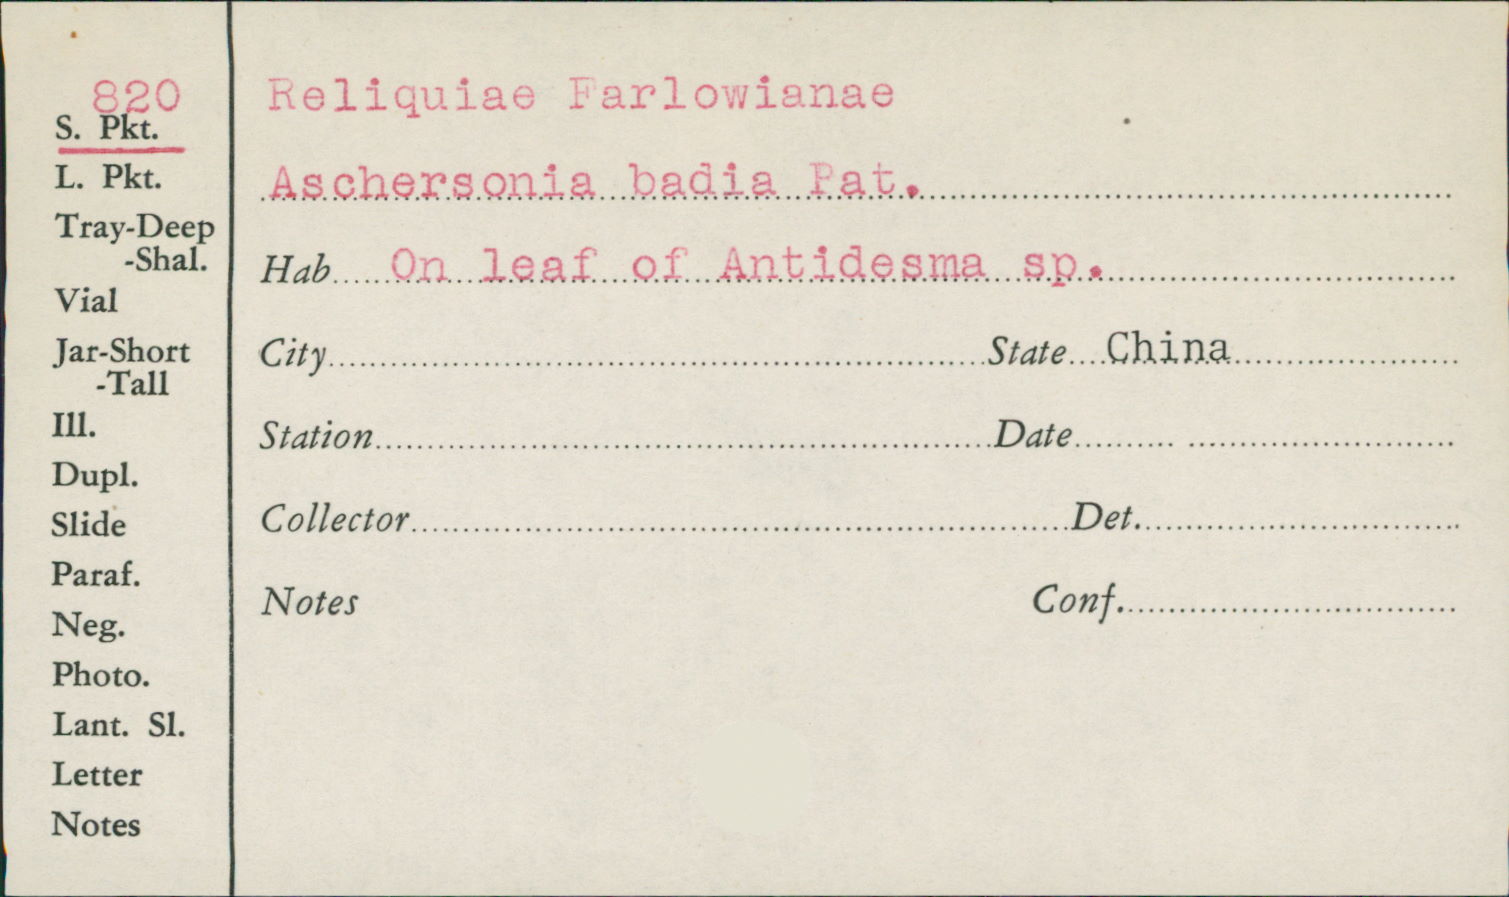 820
S. Pkt.
L. Pkt.
Tray-Deep
-Shal.
Vial
Jar-Short
-Tall
Ill.
Dupl.
Slide
Paraf.
Neg.
Photo.
Lant. Sl.
Letter
Notes
Reliquiae Farlowianae
Aschersonia badia Pat.
Hab On leaf of Antidesma sp.
City State China
Station Date
Collector Det.
Notes Conf.